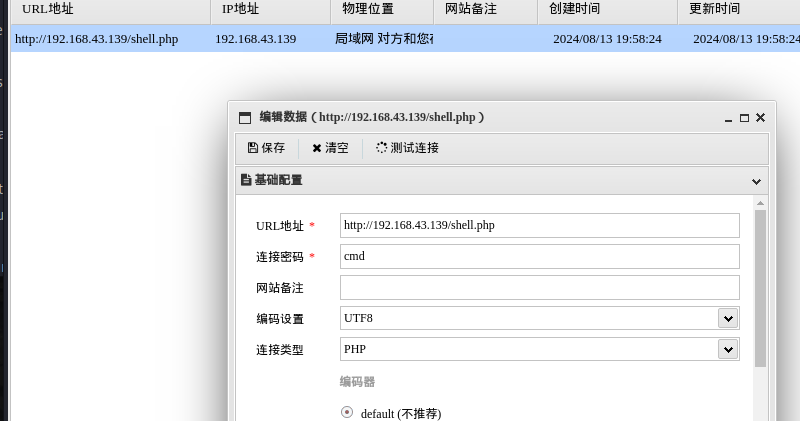 URL地址 IP地址 物理位置 网站备注 创建时间 更新时间
http://192.168.43.139/shell.php 192.168.43.139 局域网 对方和您在 2024/08/13 19:58:24 2024/08/13 19:58:24
编辑数据 ( http://192.168.43.139/shell.php )
保存 清空 测试连接
基础配置
URL地址 * http://192.168.43.139/shell.php
连接密码 * cmd
网站备注
编码设置 UTF8
连接类型 PHP
编码器
default (不推荐)